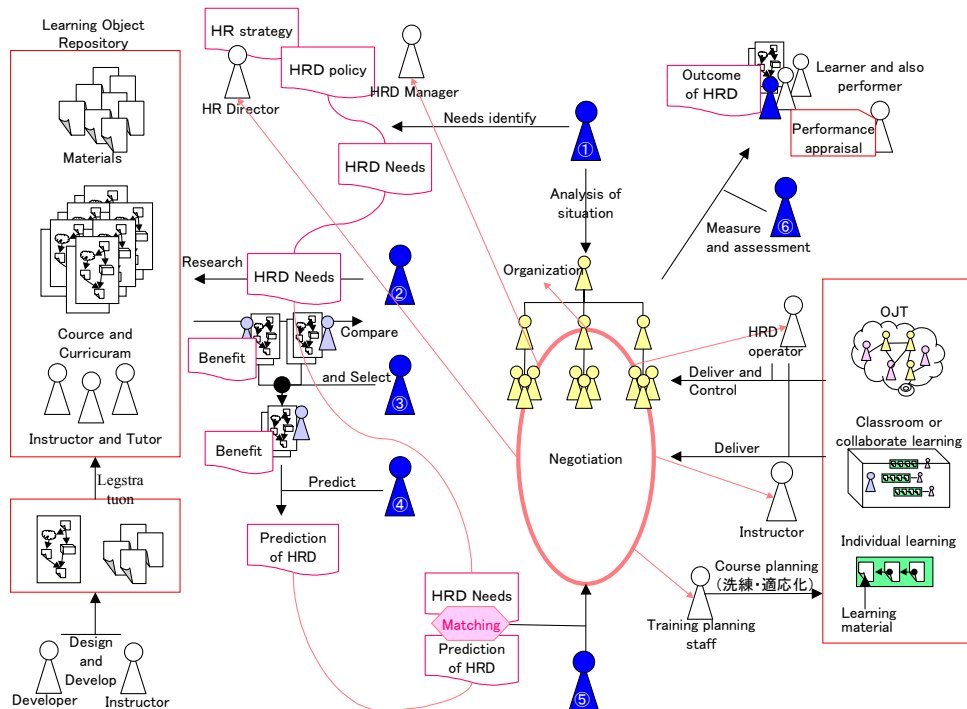 Learning Object
Repository
Materials
Cource and
Curricuram
Instructor and Tutor
Legstra
tuon
Design
and
Develop
Developer
Instructor
HR strategy
HR Director
HRD policy
HRD Manager
Needs identify
①
HRD Needs
Analysis of
situation
Research
HRD Needs
②
Organization
Compare
Benefit
and Select
③
Benefit
Predict
④
Prediction
of HRD
HRD Needs
Matching
Prediction
of HRD
⑤
Negotiation
Outcome
of HRD
Learner and also
performer
Performance
appraisal
Measure
and assessment
⑥
HRD
operator
Deliver and
Control
Deliver
Instructor
Course planning
(洗練・適応化)
Training planning
staff
OJT
Classroom or
collaborate learning
Individual learning
Learning
material